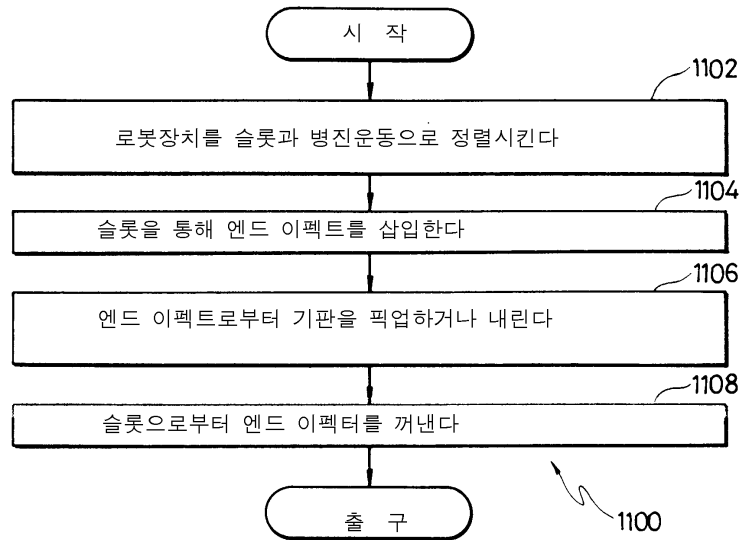 시 작
1102
로봇장치를 슬롯과 병진운동으로 정렬시킨다
1104
슬롯을 통해 엔드 이펙트를 삽입한다
1106
엔드 이펙트로부터 기판을 픽업하거나 내린다
1108
슬롯으로부터 엔드 이펙터를 꺼낸다
출 구
1100